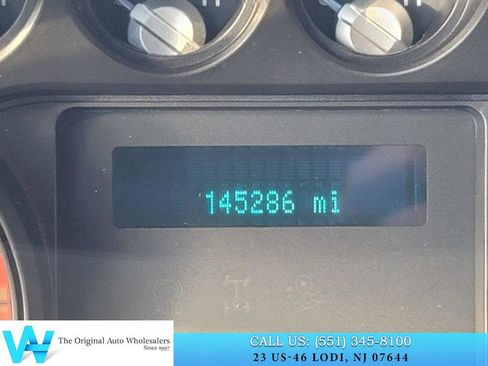 145286 mi
The Original Auto Wholesalers
Since 1997
CALL US: (551) 345-8100
23 US-46 LODI, NJ 07644